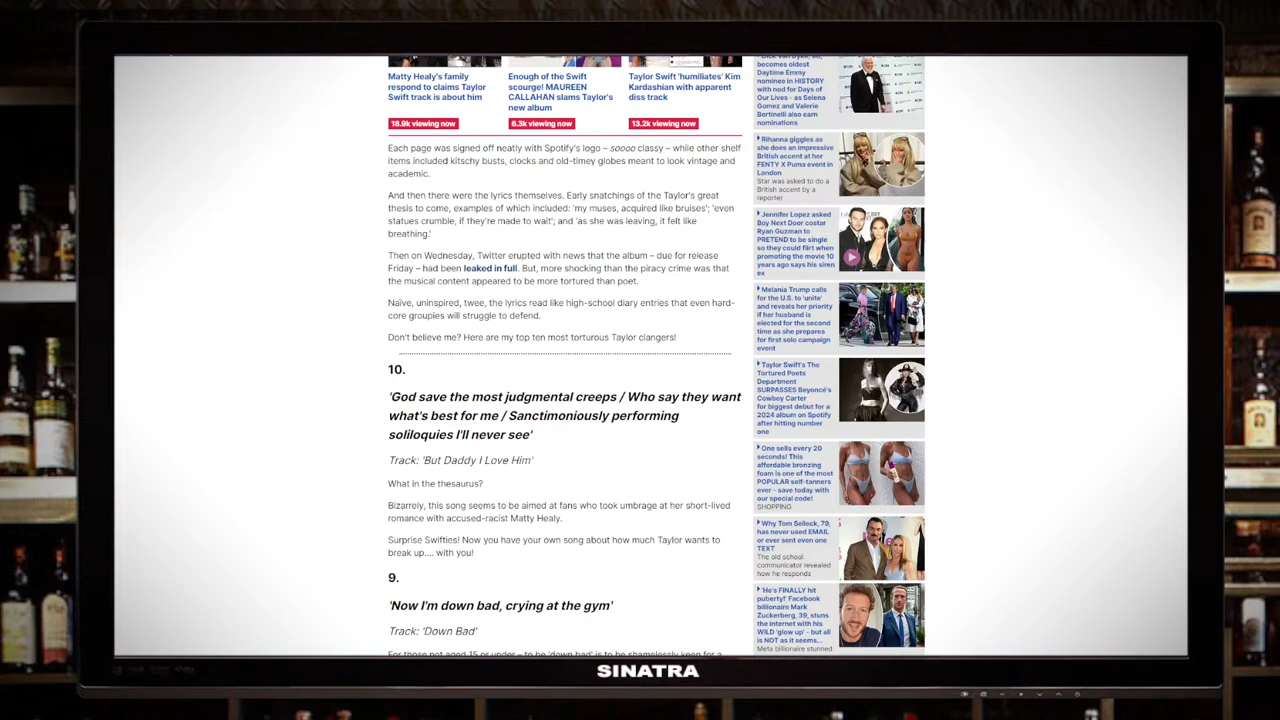 Matty Healy's family
respond to claims Taylor
Swift track is about him
18.9k viewing now
Enough of the Swift
scourge! MAUREEN
CALLAHAN slams Taylor's
new album
6.3k viewing now
Taylor Swift 'humiliates' Kim
Kardashian with apparent
diss track
13.2k viewing now
Each page was signed off neatly with Spotify's logo – soooo classy – while other shelf
items included kitschy busts, clocks and old-timey globes meant to look vintage and
academic.
And then there were the lyrics themselves. Early snatchings of the Taylor's great
thesis to come, examples of which included: 'my muses, acquired like bruises'; 'even
statues crumble, if they're made to wait'; and 'as she was leaving, it felt like
breathing.'
Then on Wednesday, Twitter erupted with news that the album – due for release
Friday – had been leaked in full. But, more shocking than the piracy crime was that
the musical content appeared to be more tortured than poet.
Naïve, uninspired, twee, the lyrics read like high-school diary entries that even hard-
core groupies will struggle to defend.
Don't believe me? Here are my top ten most torturous Taylor clangers!
10.
'God save the most judgmental creeps / Who say they want
what's best for me / Sanctimoniously performing
soliloquies I'll never see'
Track: 'But Daddy I Love Him'
What in the thesaurus?
Bizarrely, this song seems to be aimed at fans who took umbrage at her short-lived
romance with accused-racist Matty Healy.
Surprise Swifties! Now you have your own song about how much Taylor wants to
break up.... with you!
9.
'Now I'm down bad, crying at the gym'
Track: 'Down Bad'
For those not aged 15 or under – to be 'down bad' is to be shamelessly keen for a
becomes oldest
Daytime Emmy
nominee in HISTORY
with nod for Days of
Our Lives - as Selena
Gomez and Valerie
Bertinelli also earn
nominations
Rihanna giggles as
she does an impressive
British accent at her
FENTY X Puma event in
London
Star was asked to do a
British accent by a
reporter
Jennifer Lopez asked
Boy Next Door costar
Ryan Guzman to
PRETEND to be single
so they could flirt when
promoting the movie 10
years ago says his siren
ex
Melania Trump calls
for the U.S. to 'unite'
and reveals her priority
if her husband is
elected for the second
time as she prepares
for first solo campaign
event
Taylor Swift's The
Tortured Poets
Department
SURPASSES Beyoncé's
Cowboy Carter
for biggest debut for a
2024 album on Spotify
after hitting number
one
One sells every 20
seconds! This
affordable bronzing
foam is one of the most
POPULAR self-tanners
ever - save today with
our special code!
SHOPPING
Why Tom Selleck, 79,
has never used EMAIL
or ever sent even one
TEXT
The old school
communicator revealed
how he responds
'He's FINALLY hit
puberty!' Facebook
billionaire Mark
Zuckerberg, 39, stuns
the internet with his
WILD 'glow up' - but all
is NOT as it seems...
Meta billionaire stunned
SINATRA